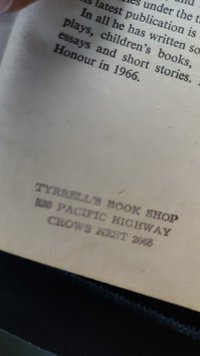 under the t
latest publication is
In all he has written so
plays, children's books,
essays and short stories.
Honour in 1966.
TYRRELL'S BOOK SHOP
PACIFIC HIGHWAY
CROWS NEST 2065